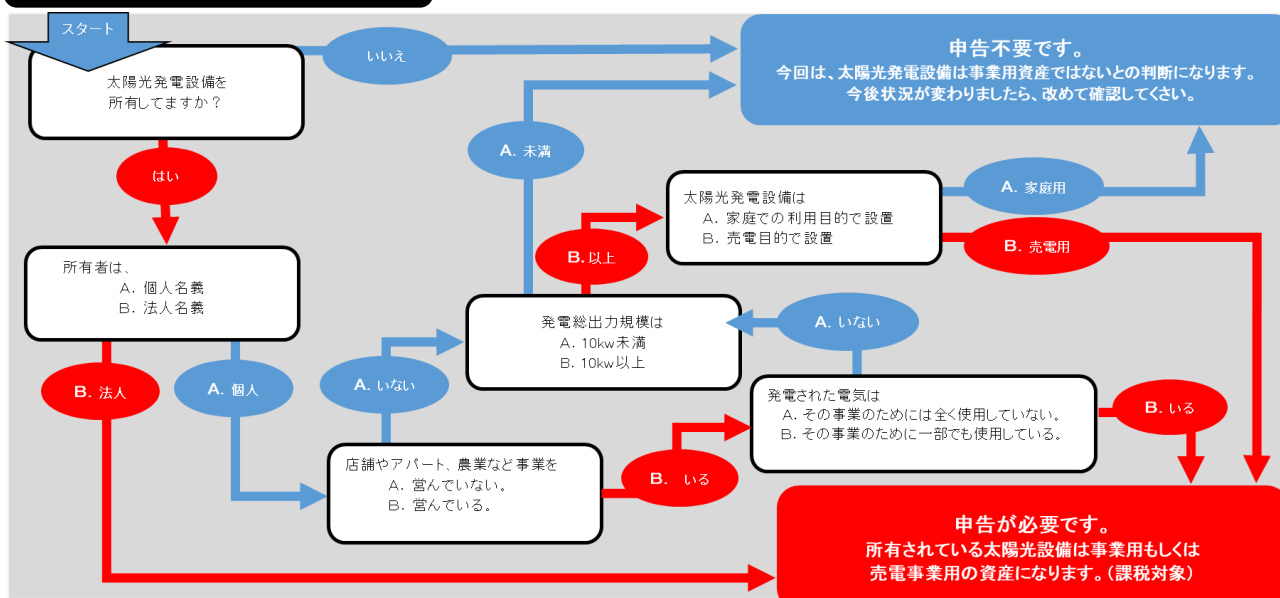 スタート
太陽光発電設備を
所有してますか？
いいえ
申告不要です。
今回は、太陽光発電設備は事業用資産ではないとの判断になります。
今後状況が変わりましたら、改めて確認してくさい。
はい
A. 未満
太陽光発電設備は
A. 家庭での利用目的で設置
B. 売電目的で設置
A. 家庭用
B. 売電用
B. 以上
所有者は、
A. 個人名義
B. 法人名義
発電総出力規模は
A. 10kw未満
B. 10kw以上
A. いない
B. 法人
A. 個人
A. いない
発電された電気は
A. その事業のためには全く使用していない。
B. その事業のために一部でも使用している。
B. いる
店舗やアパート、農業など事業を
A. 営んでいない。
B. 営んでいる。
B. いる
申告が必要です。
所有されている太陽光設備は事業用もしくは
売電事業用の資産になります。（課税対象）